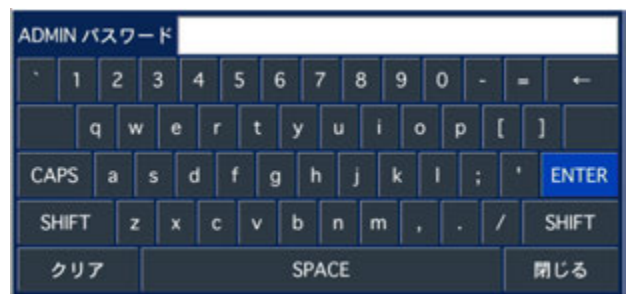 ADMIN パスワード
` 1 2 3 4 5 6 7 8 9 0 - = ←
q w e r t y u i o p [ ]
CAPS a s d f g h j k l ; ' ENTER
SHIFT z x c v b n m , . / SHIFT
クリア SPACE 閉じる